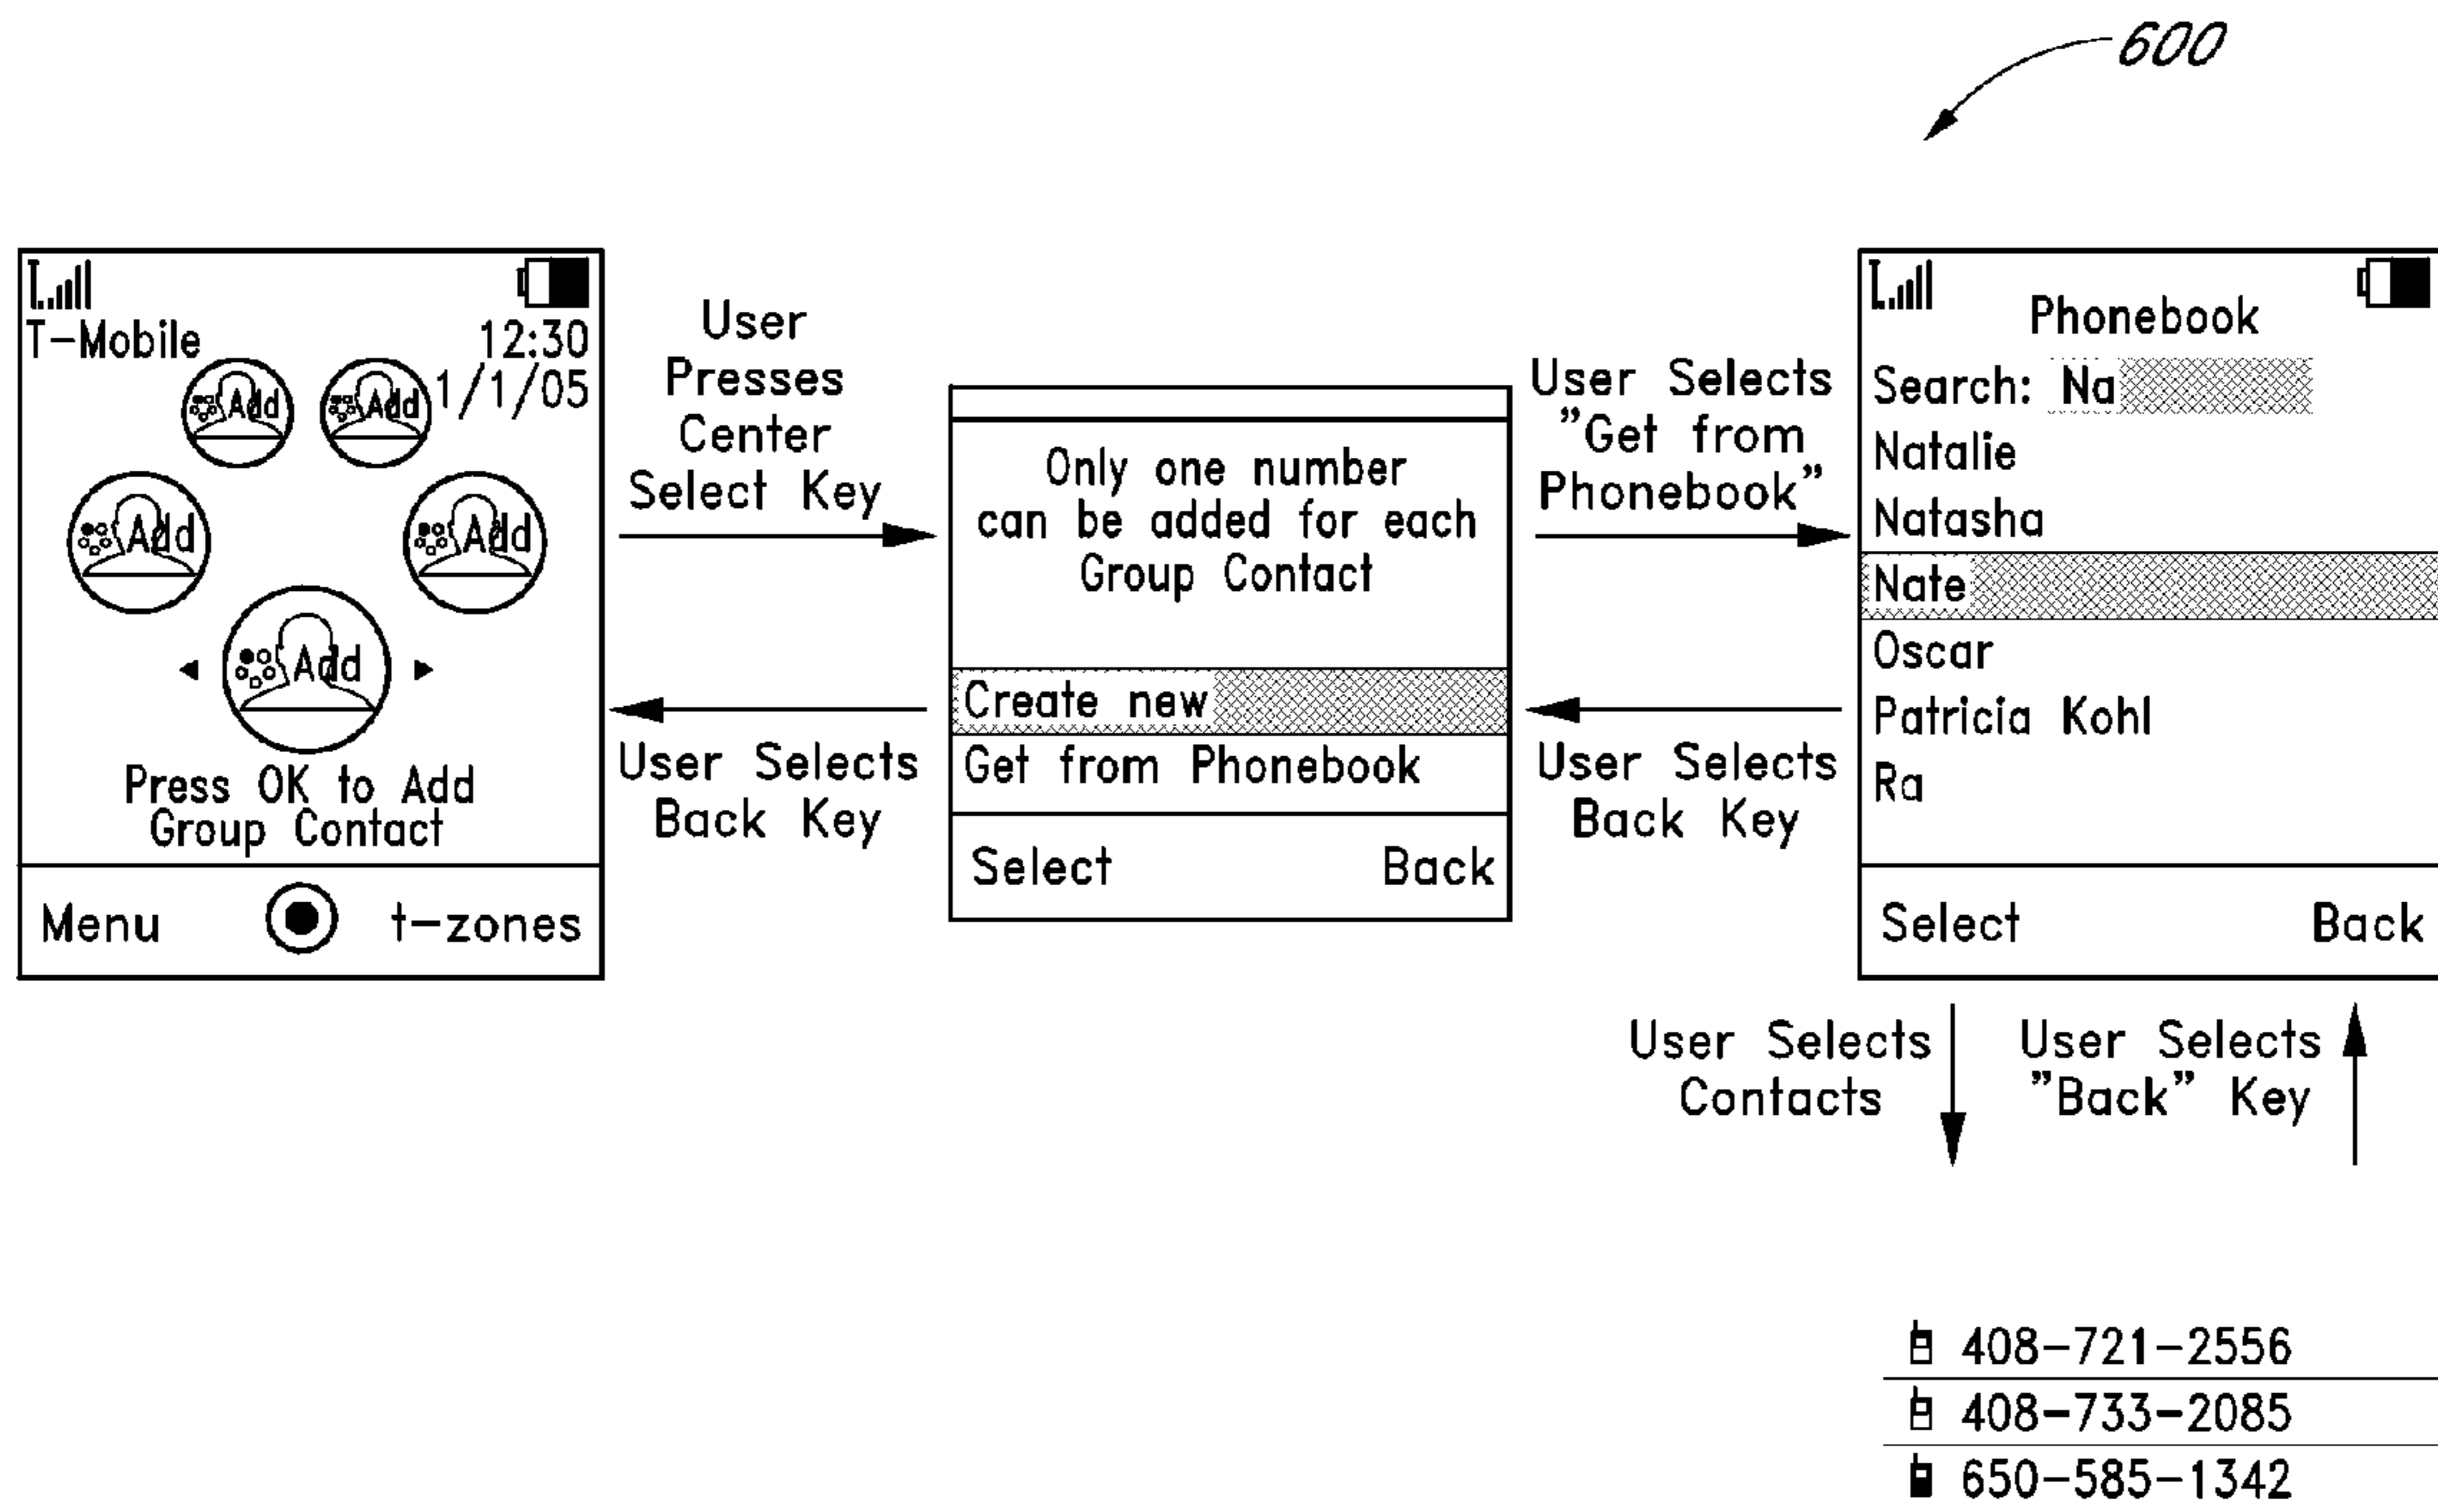 600
T-Mobile
12:30
1/1/05
Add
Add
Add
Add
Add
Press OK to Add
Group Contact
Menu
t-zones
User
Presses
Center
Select Key
User Selects
Back Key
Only one number
can be added for each
Group Contact
Create new
Get from Phonebook
Select
Back
User Selects
"Get from
Phonebook"
User Selects
Back Key
Phonebook
Search: Na
Natalie
Natasha
Nate
Oscar
Patricia Kohl
Ra
Select
Back
User Selects
Contacts
User Selects
"Back" Key
408-721-2556
408-733-2085
650-585-1342